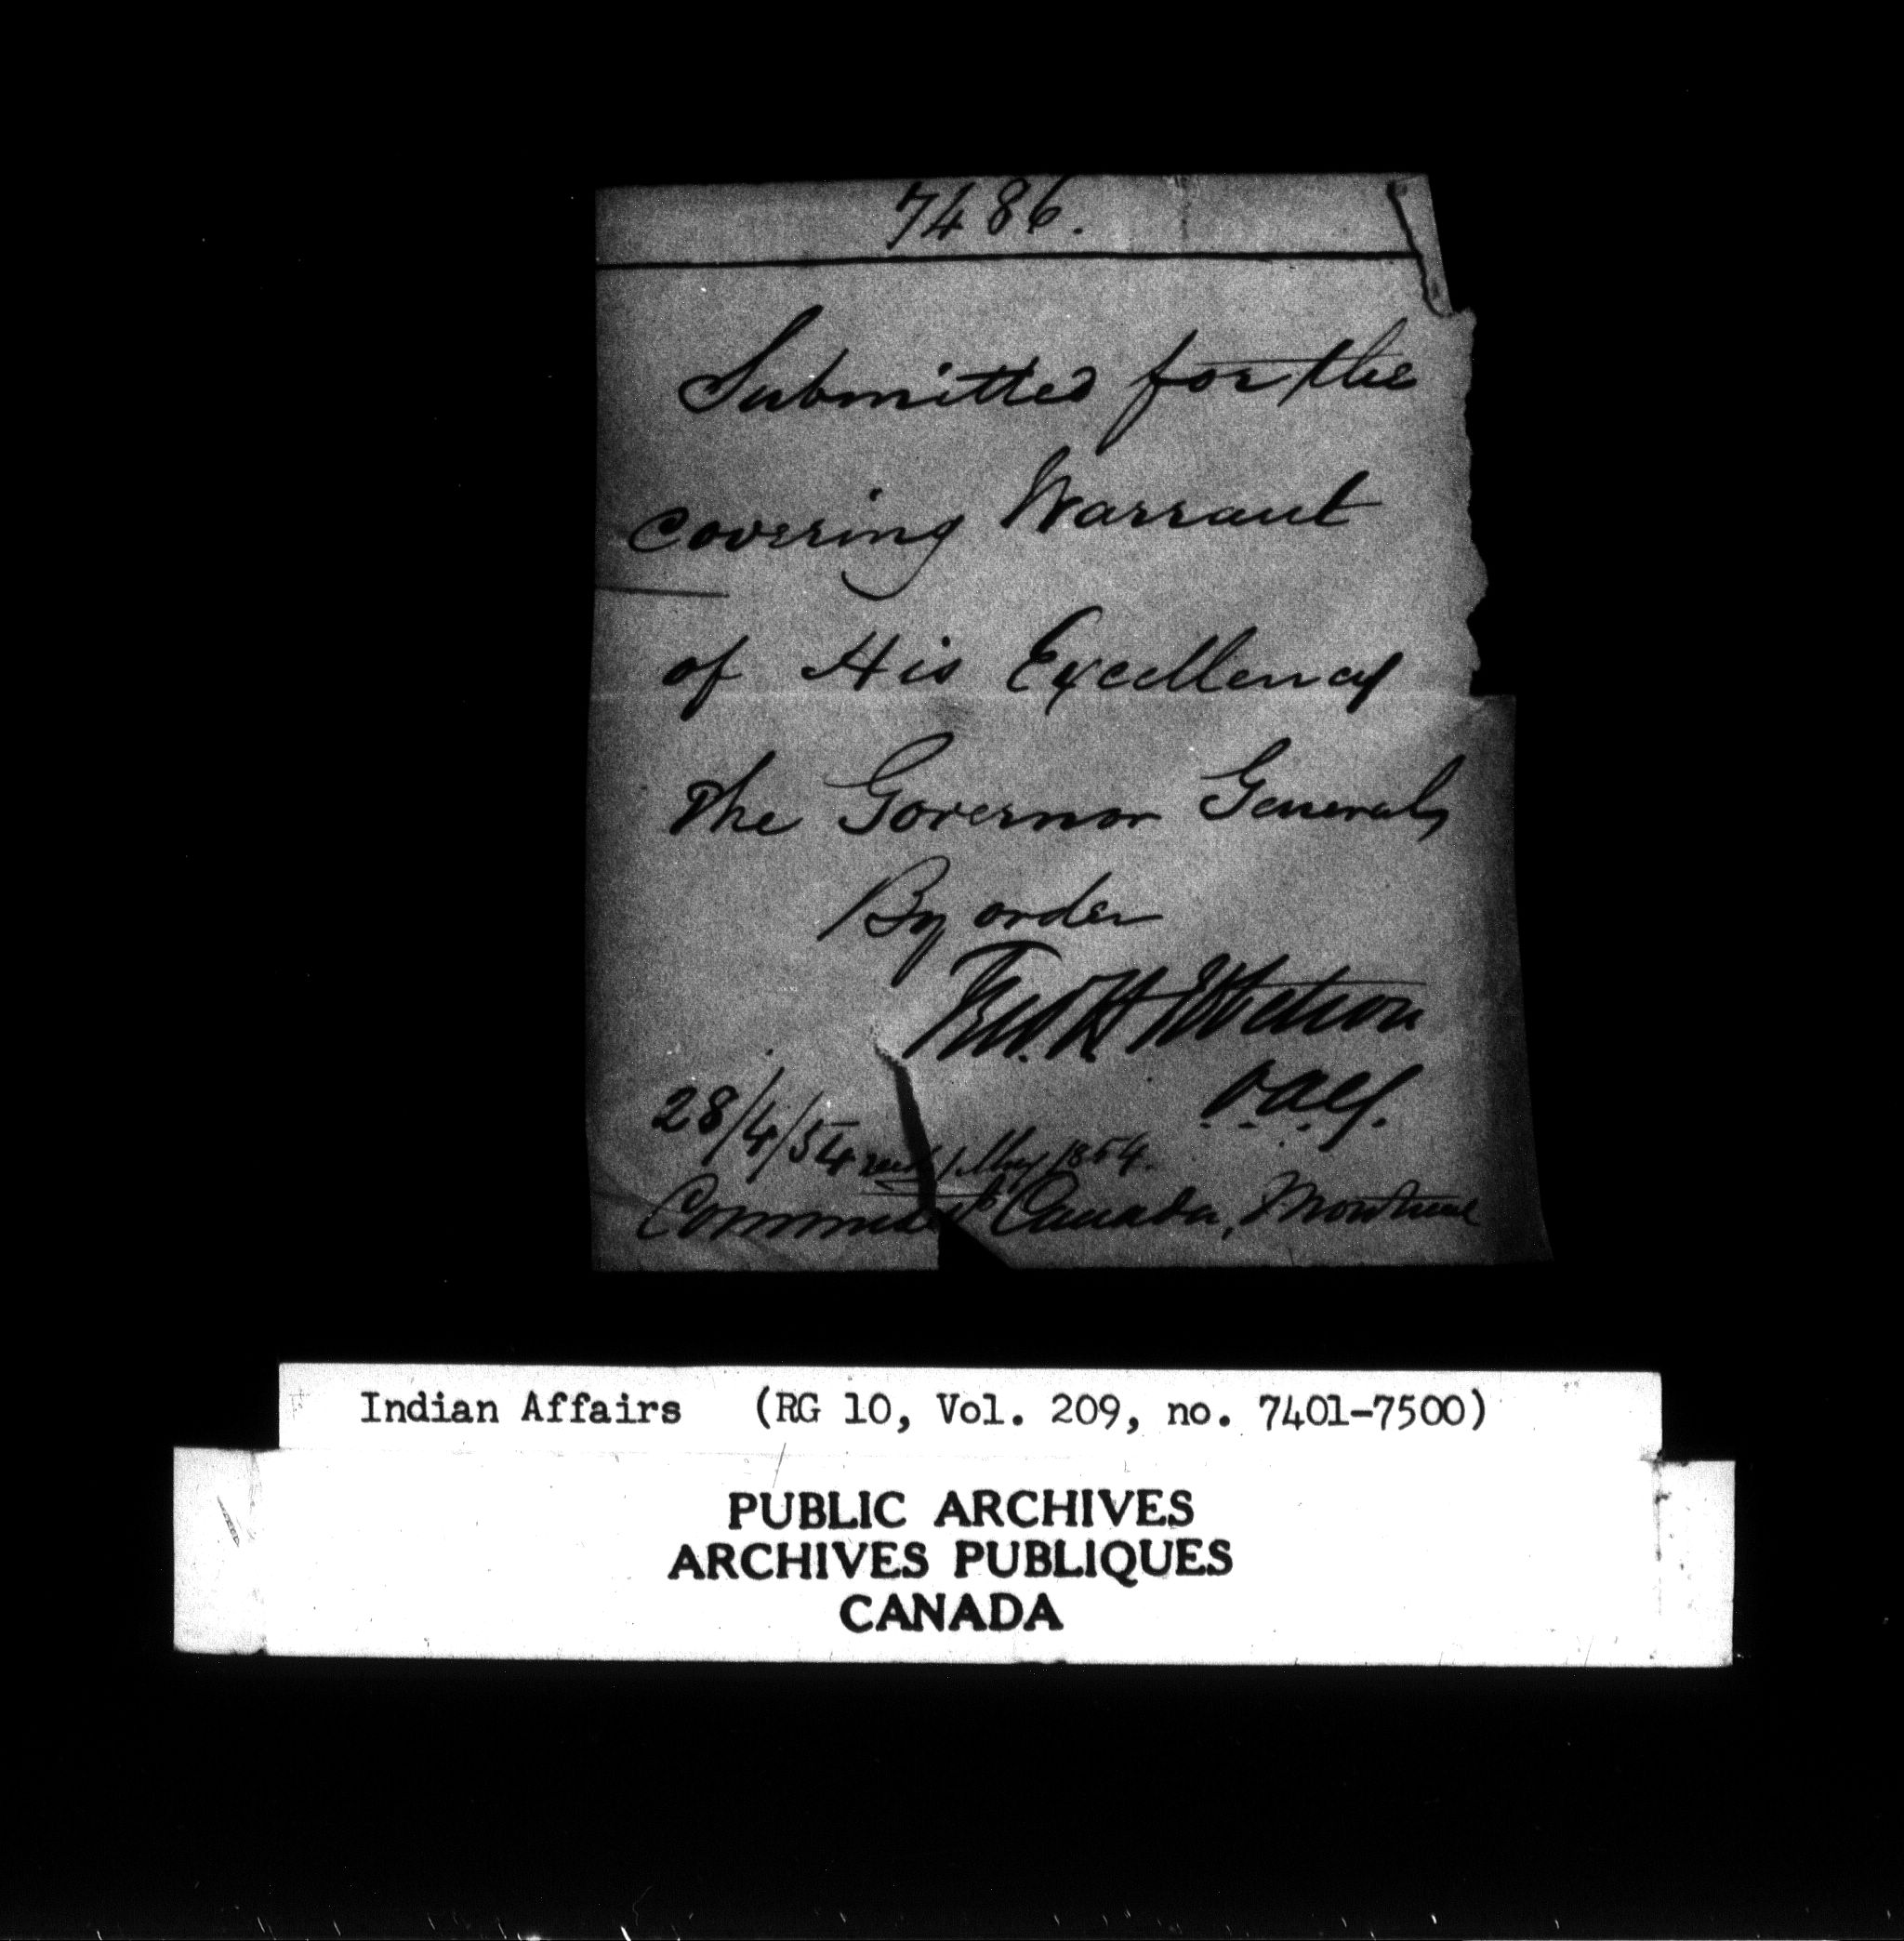 7486.
Submitted for the
covering Warrant
of His Excellency
the Governor General,
By order
28/4/54 1 May 1854.
Canada, Montreal
Indian Affairs (RG 10, Vol. 209, no. 7401-7500)
PUBLIC ARCHIVES
ARCHIVES PUBLIQUES
CANADA